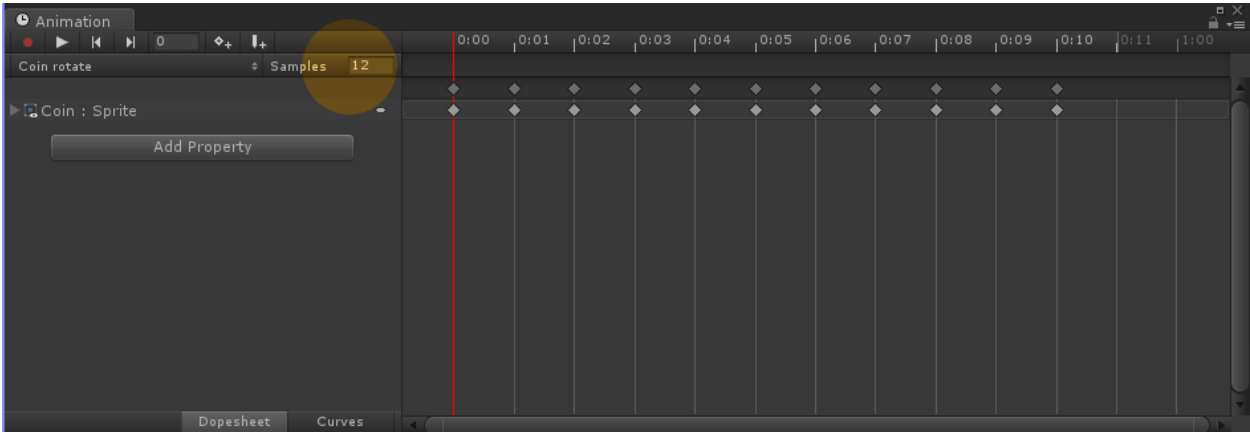 Animation
0 0:00 0:01 0:02 0:03 0:04 0:05 0:06 0:07 0:08 0:09 0:10 0:11 1:00
Coin rotate Samples 12
Coin : Sprite
Add Property
Dopesheet Curves